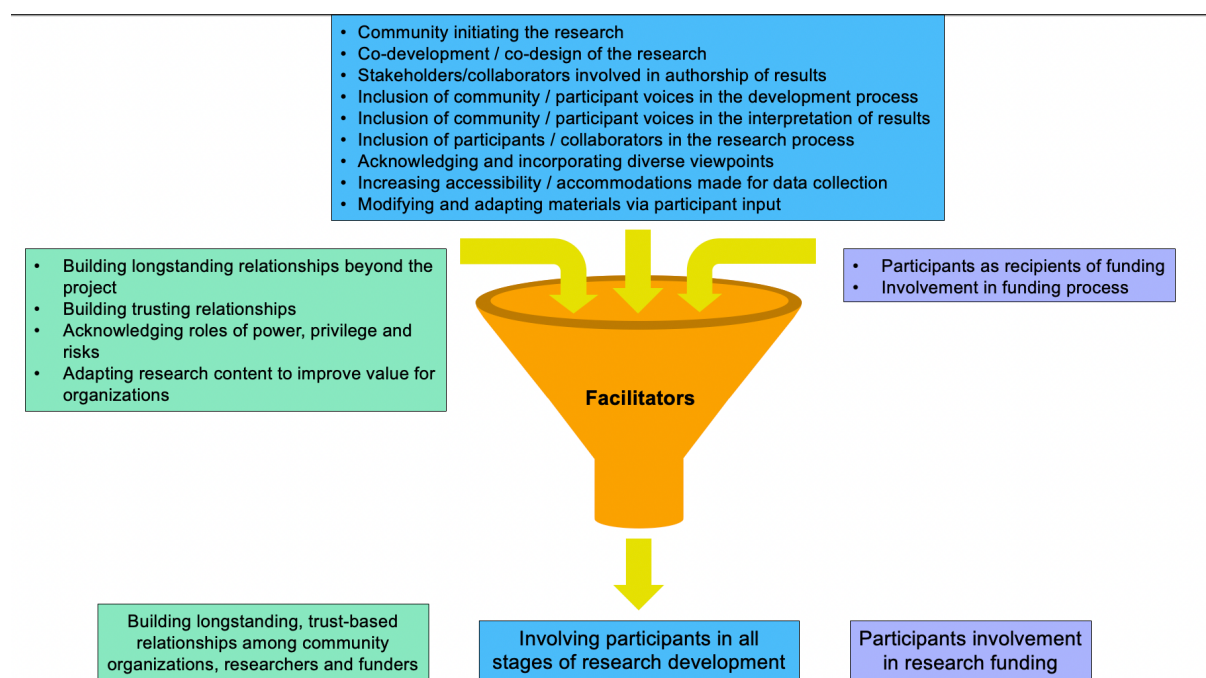 • Community initiating the research
• Co-development / co-design of the research
• Stakeholders/collaborators involved in authorship of results
• Inclusion of community / participant voices in the development process
• Inclusion of community / participant voices in the interpretation of results
• Inclusion of participants / collaborators in the research process
• Acknowledging and incorporating diverse viewpoints
• Increasing accessibility / accommodations made for data collection
• Modifying and adapting materials via participant input
• Building longstanding relationships beyond the
project
• Building trusting relationships
• Acknowledging roles of power, privilege and
risks
• Adapting research content to improve value for
organizations
• Participants as recipients of funding
• Involvement in funding process
Facilitators
Building longstanding, trust-based
relationships among community
organizations, researchers and funders
Involving participants in all
stages of research development
Participants involvement
in research funding